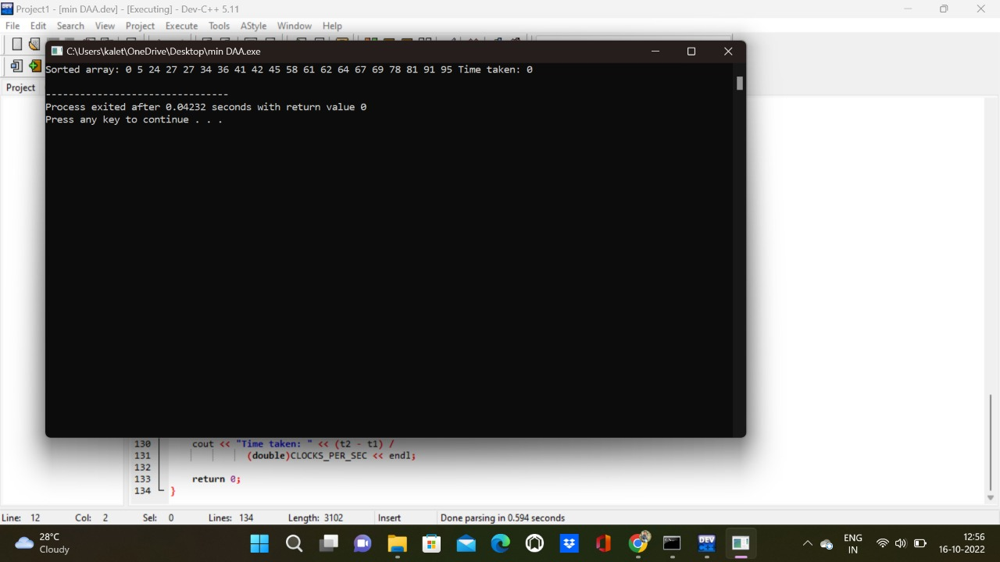 Project1 - [min DAA.dev] - [Executing] - Dev-C++ 5.11
File Edit Search View Project Execute Tools AStyle Window Help
C:\Users\kalet\OneDrive\Desktop\min DAA.exe
Sorted array: 0 5 24 27 27 34 36 41 42 45 58 61 62 64 67 69 78 81 91 95 Time taken: 0
Project
--------------------------------
Process exited after 0.04232 seconds with return value 0
Press any key to continue . . .
130 cout << "Time taken: " << (t2 - t1) /
131 (double)CLOCKS_PER_SEC << endl;
132
133 return 0;
134 }
Line: 12 Col: 2 Sel: 0 Lines: 134 Length: 3102 Insert Done parsing in 0.594 seconds
28°C
Cloudy
DEV
ENG
IN
12:56
16-10-2022